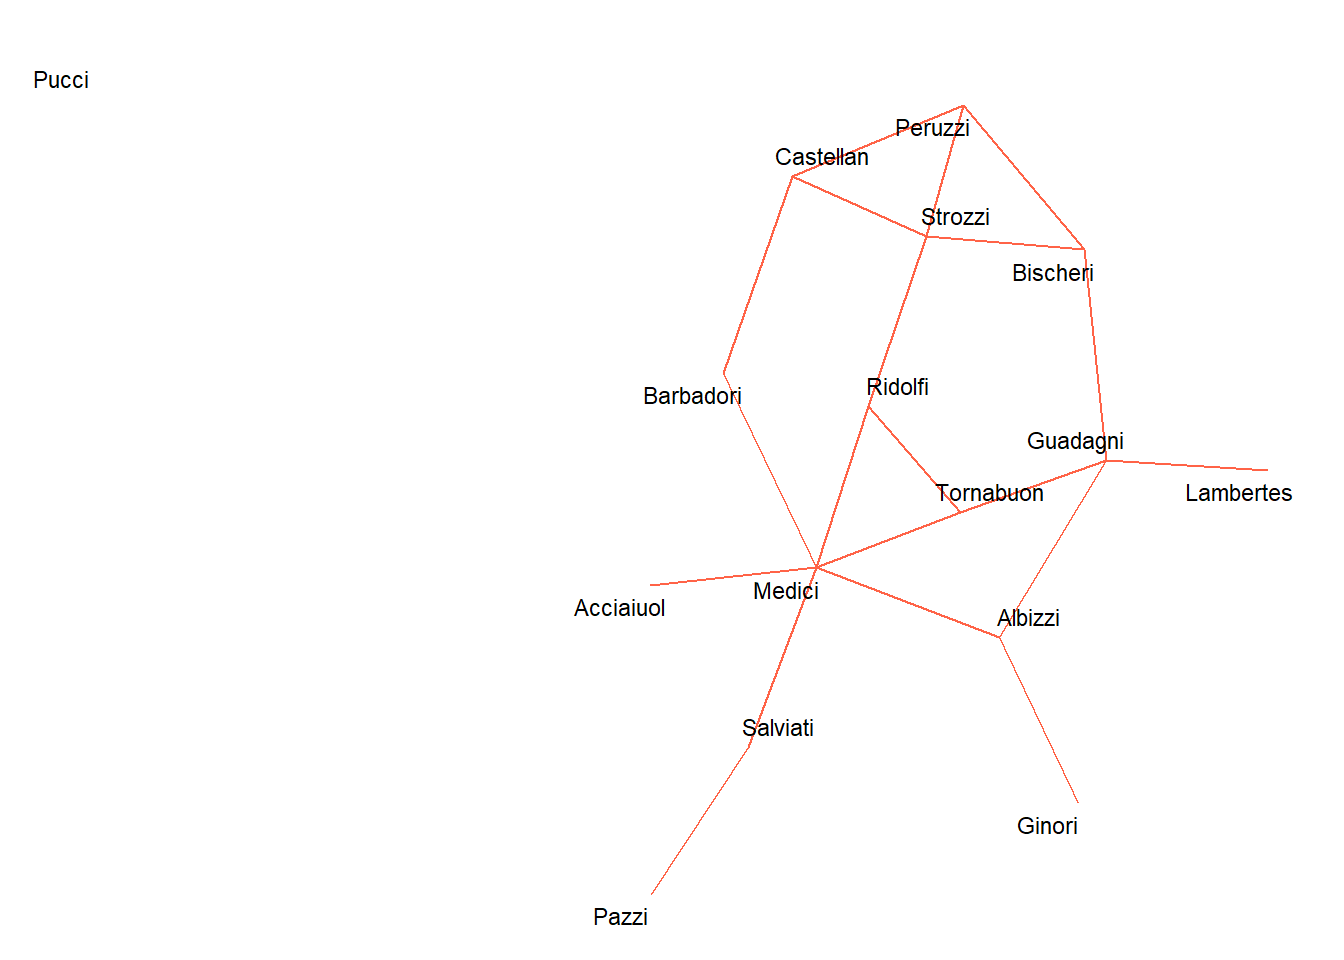 Pucci
Peruzzi
Castellan
Strozzi
Bischeri
Ridolfi
Barbadori
Guadagni
Tornabuon
Lambertes
Medici
Acciaiuol
Albizzi
Salviati
Ginori
Pazzi